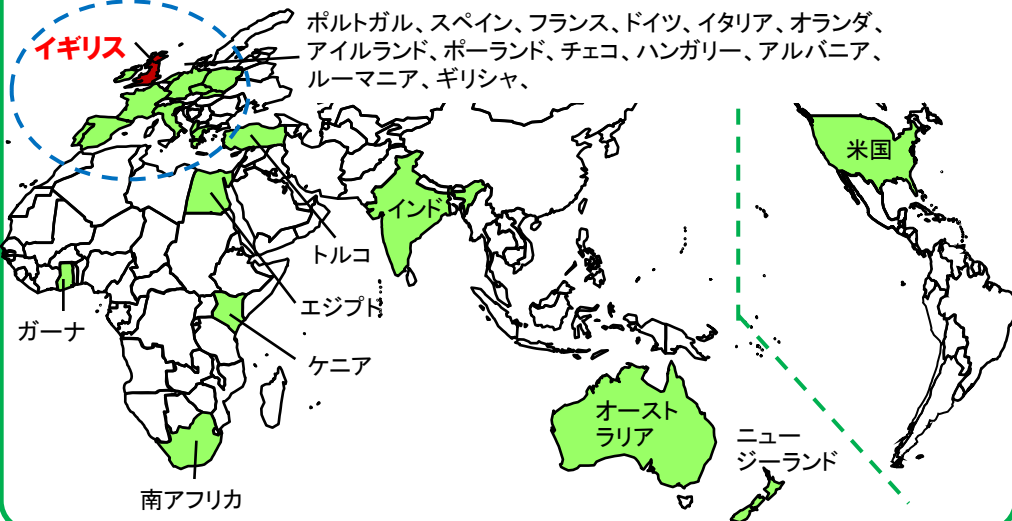 イギリス
ポルトガル、スペイン、フランス、ドイツ、イタリア、オランダ、
アイルランド、ポーランド、チェコ、ハンガリー、アルバニア、
ルーマニア、ギリシャ、
米国
インド
トルコ
エジプト
ガーナ
ケニア
オースト
ラリア
ニュー
ジーランド
南アフリカ